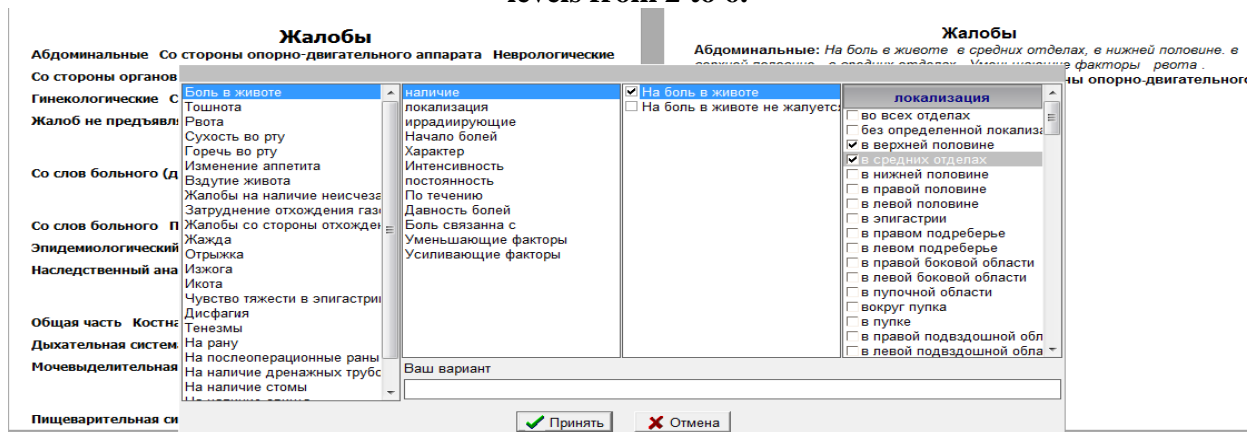 levels from 2 to 6.
Жалобы
Абдоминальные Со стороны опорно-двигательного аппарата Неврологические
Со стороны органов
Гинекологические С
Жалоб не предъявл
Со слов больного (д
Со слов больного П
Эпидемиологический
Наследственный ана
Общая часть Костна
Дыхательная систем
Мочевыделительная
Пищеварительная си
Жалобы
Абдоминальные: На боль в животе в средних отделах, в нижней половине. в
верхней половине в средних отделах Уменьшающие факторы рвота .
ны опорно-двигательного
Боль в животе
Тошнота
Рвота
Сухость во рту
Горечь во рту
Изменение аппетита
Вздутие живота
Жалобы на наличие неисчеза
Затруднение отхождения газо
Жалобы со стороны отхожден
Жажда
Отрыжка
Изжога
Икота
Чувство тяжести в эпигастрии
Дисфагия
Тенезмы
На рану
На послеоперационные раны
На наличие дренажных трубо
На наличие стомы
наличие
локализация
иррадиирующие
Начало болей
Характер
Интенсивность
постоянность
По течению
Давность болей
Боль связанна с
Уменьшающие факторы
Усиливающие факторы
На боль в животе
На боль в животе не жалуется
локализация
во всех отделах
без определенной локализа
в верхней половине
в средних отделах
в нижней половине
в правой половине
в левой половине
в эпигастрии
в правом подреберье
в левом подреберье
в правой боковой области
в левой боковой области
в пупочной области
вокруг пупка
в пупке
в правой подвздошной обл
в левой подвздошной обла
Ваш вариант
Принять
Отмена